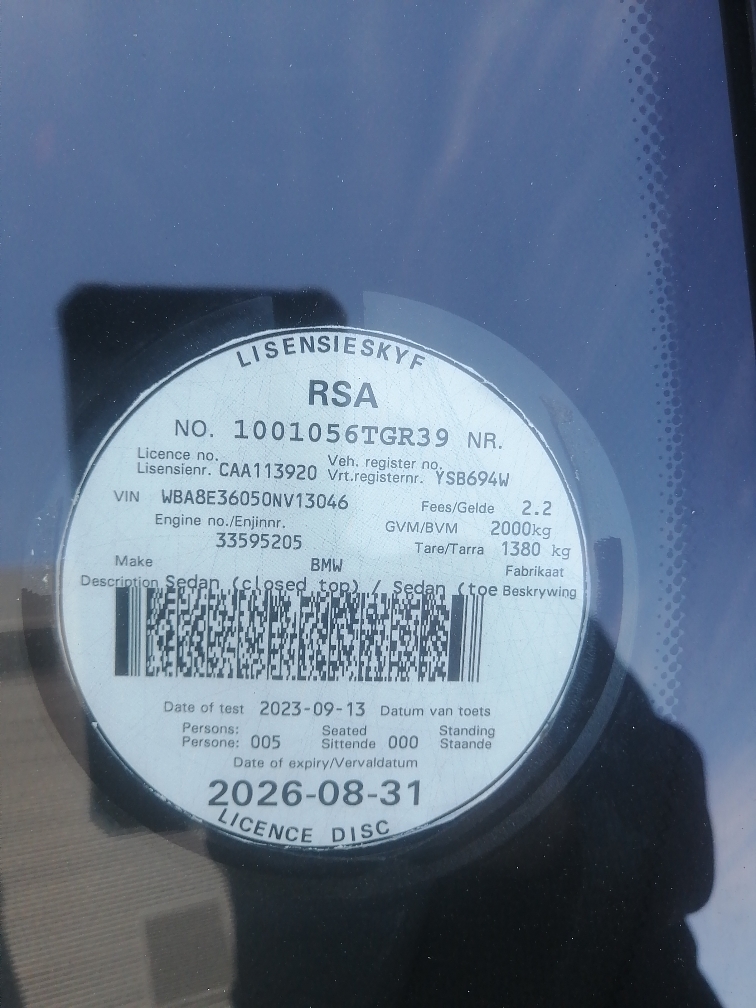 LISENSIESKYF
RSA
NO. 1001056TGR39 NR.
Licence no.
Lisensienr. CAA113920
Veh. register no.
Vrt.registernr. YSB694W
VIN WBA8E36050NV13046
Fees/Gelde 2.2
Engine no./Enjinnr.
33595205
GVM/BVM 2000kg
Tare/Tarra 1380 kg
Make BMW Fabrikaat
Description Sedan (closed top) / Sedan (toe Beskrywing
Date of test 2023-09-13 Datum van toets
Persons:
Persone: 005
Seated
Sittende 000
Standing
Staande
Date of expiry/Vervaldatum
2026-08-31
LICENCE DISC